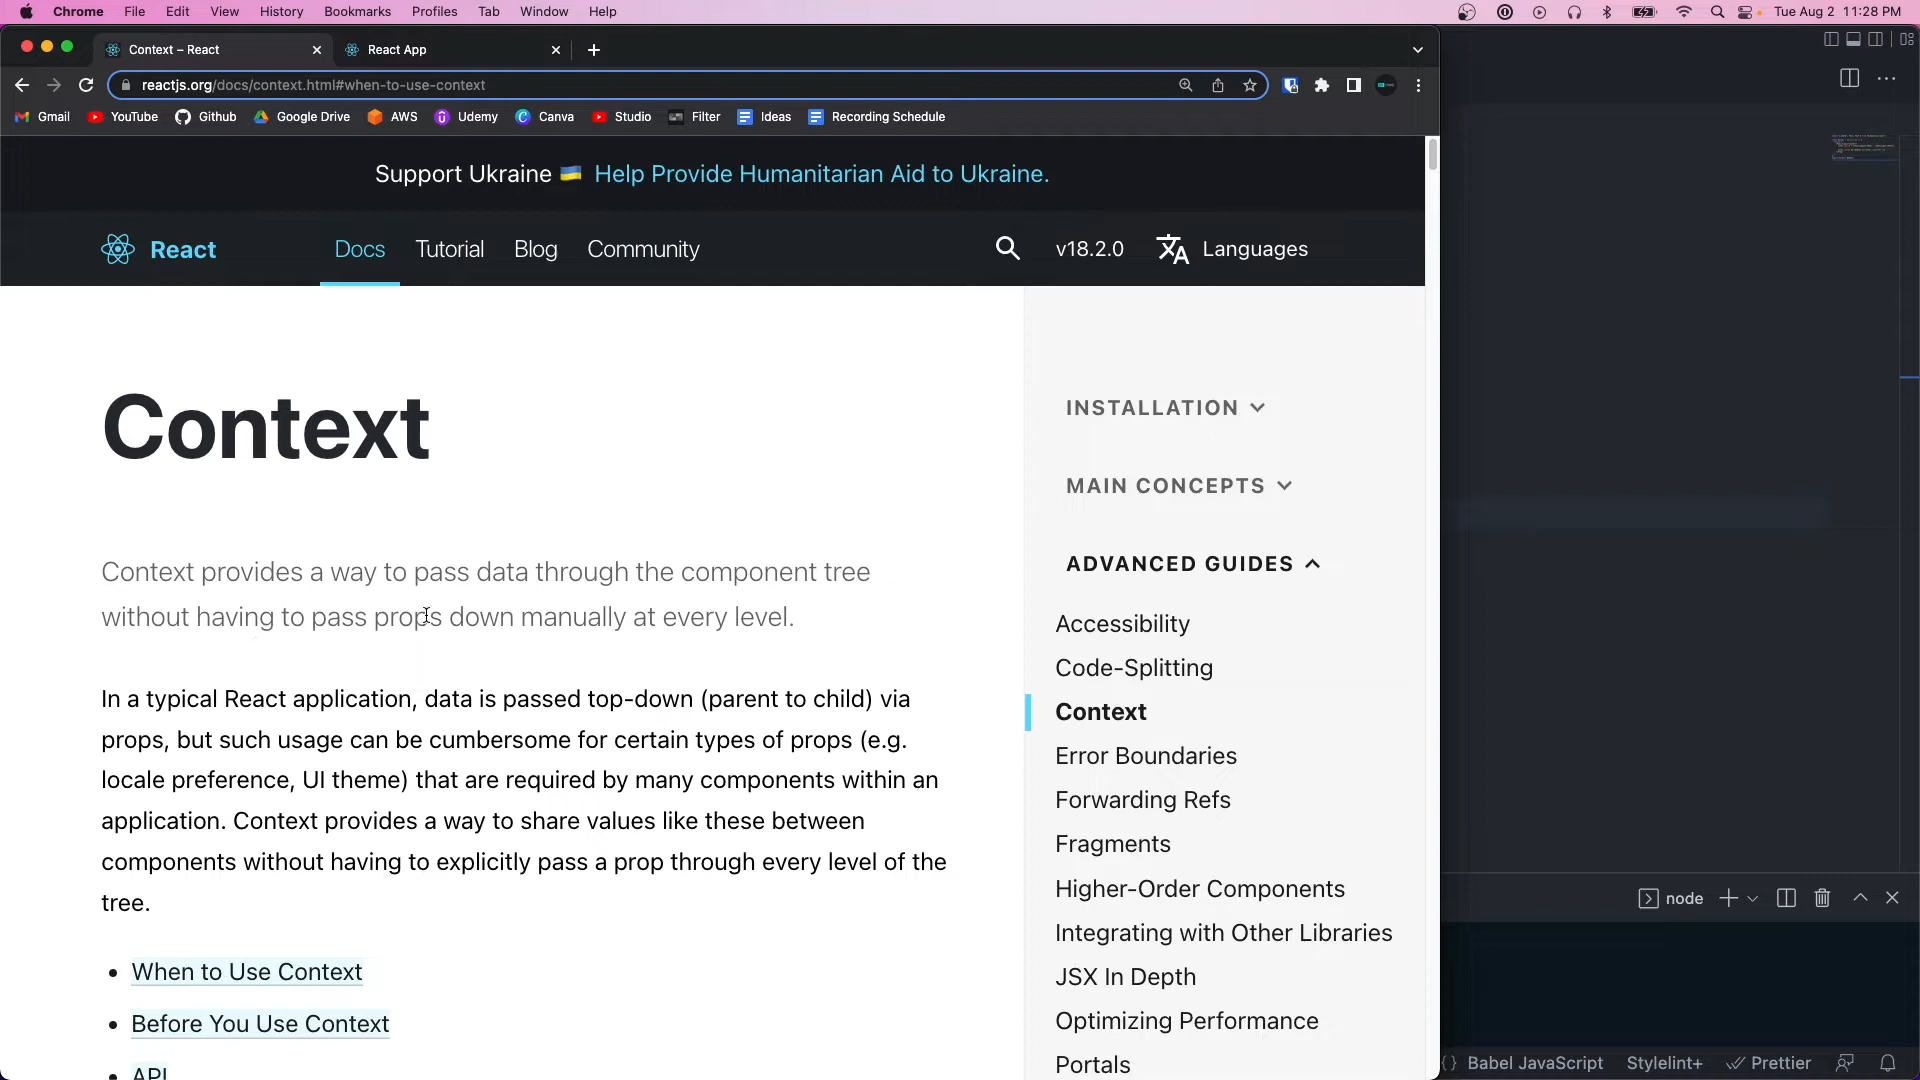 Chrome File Edit View History Bookmarks Profiles Tab Window Help Tue Aug 2 11:28 PM
Context – React React App
reactjs.org/docs/context.html#when-to-use-context
Gmail YouTube Github Google Drive AWS Udemy Canva Studio Filter Ideas Recording Schedule
Support Ukraine 🇺🇦 Help Provide Humanitarian Aid to Ukraine.
React Docs Tutorial Blog Community v18.2.0 Languages
Context
Context provides a way to pass data through the component tree
without having to pass props down manually at every level.
In a typical React application, data is passed top-down (parent to child) via
props, but such usage can be cumbersome for certain types of props (e.g.
locale preference, UI theme) that are required by many components within an
application. Context provides a way to share values like these between
components without having to explicitly pass a prop through every level of the
tree.
• When to Use Context
• Before You Use Context
• API
INSTALLATION
MAIN CONCEPTS
ADVANCED GUIDES
Accessibility
Code-Splitting
Context
Error Boundaries
Forwarding Refs
Fragments
Higher-Order Components
Integrating with Other Libraries
JSX In Depth
Optimizing Performance
Portals
node
{} Babel JavaScript Stylelint+ Prettier